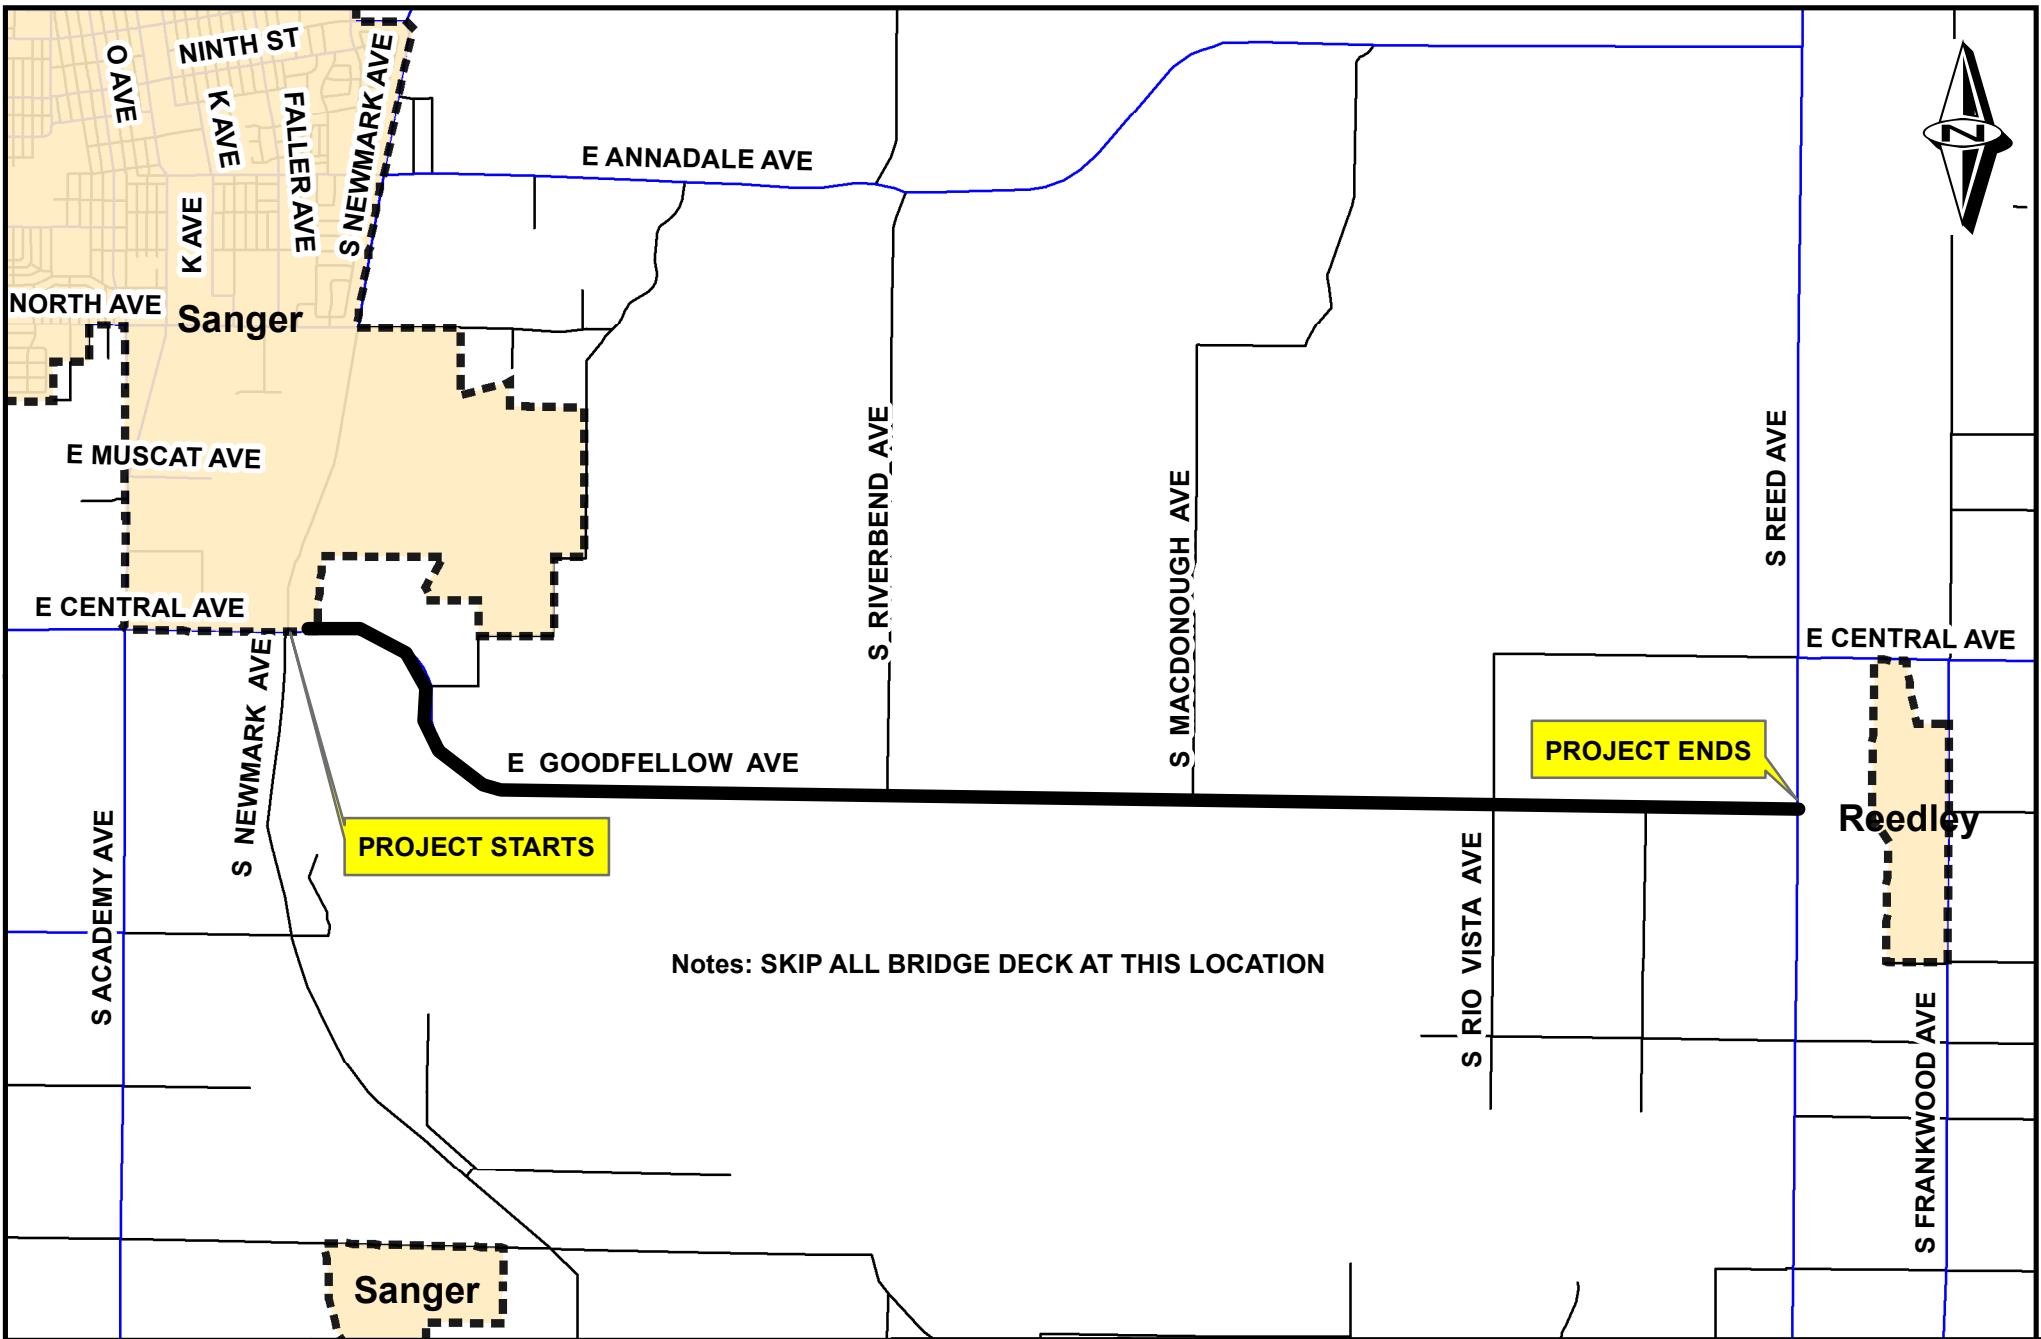 NINTH ST
O AVE
K AVE
FALLER AVE
S NEWMARK AVE
E ANNADALE AVE
N
K AVE
NORTH AVE
Sanger
E MUSCAT AVE
S RIVERBEND AVE
S MACDONOUGH AVE
S REED AVE
E CENTRAL AVE
E CENTRAL AVE
S NEWMARK AVE
E GOODFELLOW AVE
PROJECT ENDS
PROJECT STARTS
Reedley
S ACADEMY AVE
Notes: SKIP ALL BRIDGE DECK AT THIS LOCATION
S RIO VISTA AVE
S FRANKWOOD AVE
Sanger